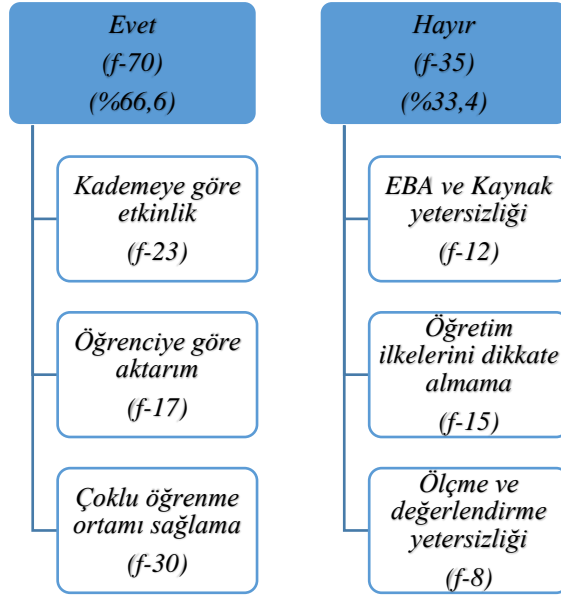 Evet
(f-70)
(%66,6)
Kademeye göre
etkinlik
(f-23)
Öğrenciye göre
aktarım
(f-17)
Çoklu öğrenme
ortamı sağlama
(f-30)
Hayır
(f-35)
(%33,4)
EBA ve Kaynak
yetersizliği
(f-12)
Öğretim
ilkelerini dikkate
almama
(f-15)
Ölçme ve
değerlendirme
yetersizliği
(f-8)